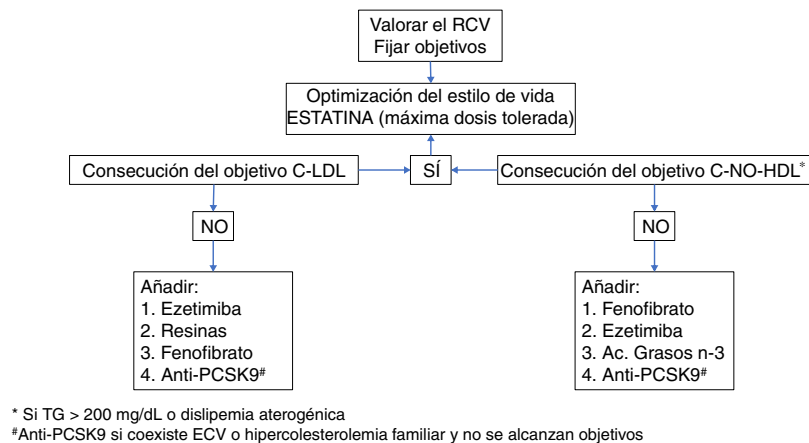 Valorar el RCV
Fijar objetivos
Optimización del estilo de vida
ESTATINA (máxima dosis tolerada)
Consecución del objetivo C-LDL
SÍ
Consecución del objetivo C-NO-HDL*
NO
NO
Añadir:
1. Ezetimiba
2. Resinas
3. Fenofibrato
4. Anti-PCSK9#
Añadir:
1. Fenofibrato
2. Ezetimiba
3. Ac. Grasos n-3
4. Anti-PCSK9#
* Si TG > 200 mg/dL o dislipemia aterogénica
#Anti-PCSK9 si coexiste ECV o hipercolesterolemia familiar y no se alcanzan objetivos